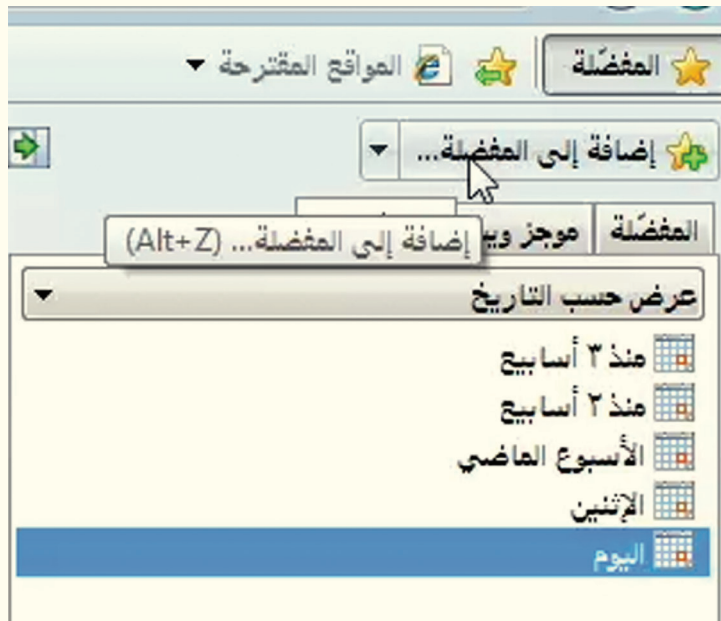 المفضّلة المواقع المقترحة
إضافة إلى المفضلة...
المفضّلة موجز ويب
إضافة إلى المفضلة... (Alt+Z)
عرض حسب التاريخ
منذ ٣ أسابيع
منذ ٢ أسابيع
الأسبوع الماضي
الإثنين
اليوم